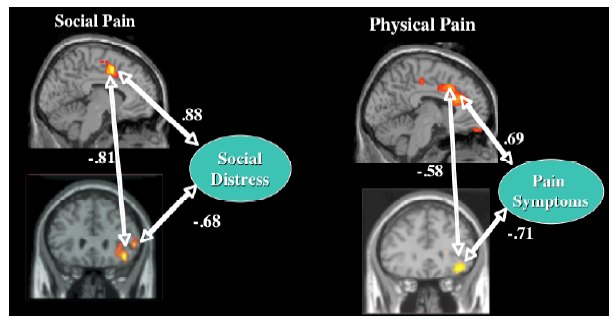 Social Pain
.88
-.81
Social
Distress
-.68
Physical Pain
.69
-.58
Pain
Symptoms
-.71